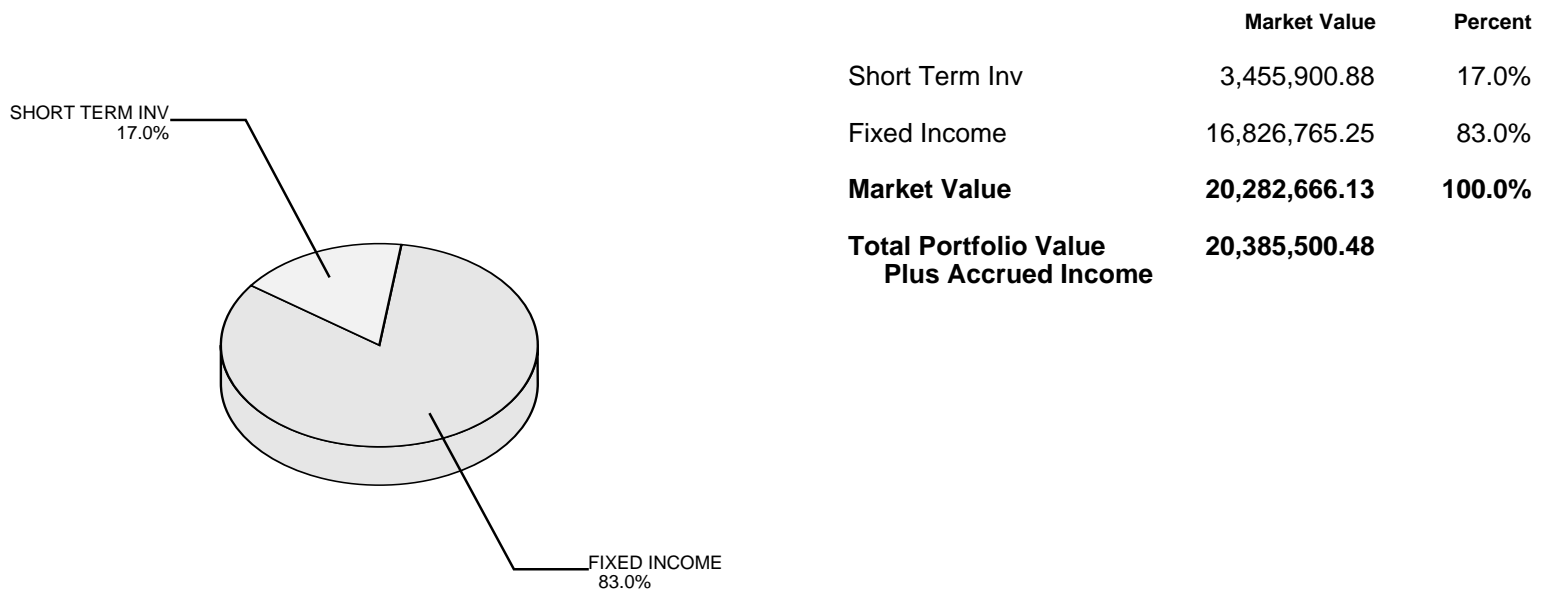 SHORT TERM INV
17.0%
FIXED INCOME
83.0%
Market Value Percent
Short Term Inv 3,455,900.88 17.0%
Fixed Income 16,826,765.25 83.0%
Market Value 20,282,666.13 100.0%
Total Portfolio Value 20,385,500.48
Plus Accrued Income